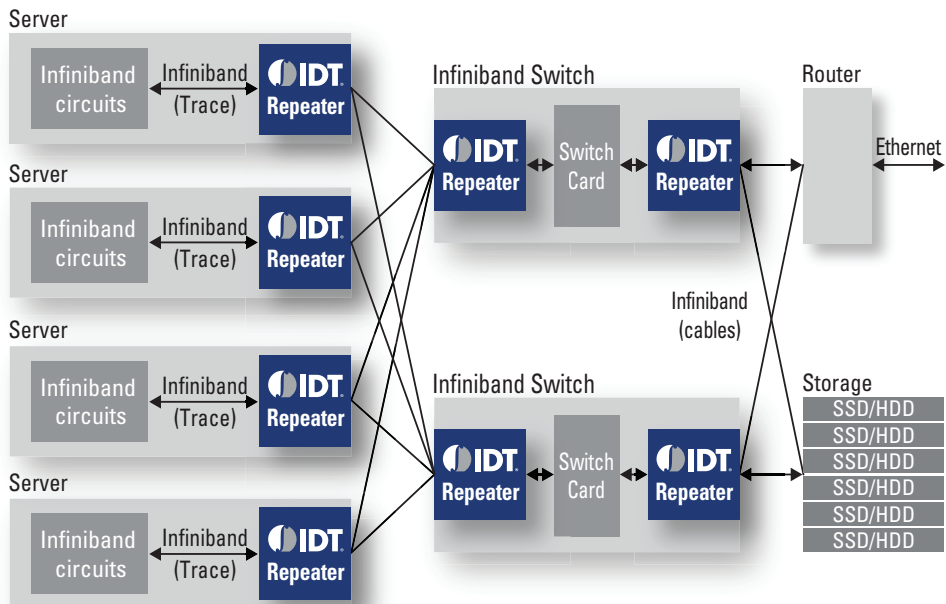 Server
Infiniband
circuits
Infiniband
(Trace)
IDT.
Repeater
Server
Infiniband
circuits
Infiniband
(Trace)
IDT.
Repeater
Server
Infiniband
circuits
Infiniband
(Trace)
IDT.
Repeater
Server
Infiniband
circuits
Infiniband
(Trace)
IDT.
Repeater
Infiniband Switch
IDT.
Repeater
Switch
Card
IDT.
Repeater
Infiniband Switch
IDT.
Repeater
Switch
Card
IDT.
Repeater
Infiniband
(cables)
Router
Ethernet
Storage
SSD/HDD
SSD/HDD
SSD/HDD
SSD/HDD
SSD/HDD
SSD/HDD